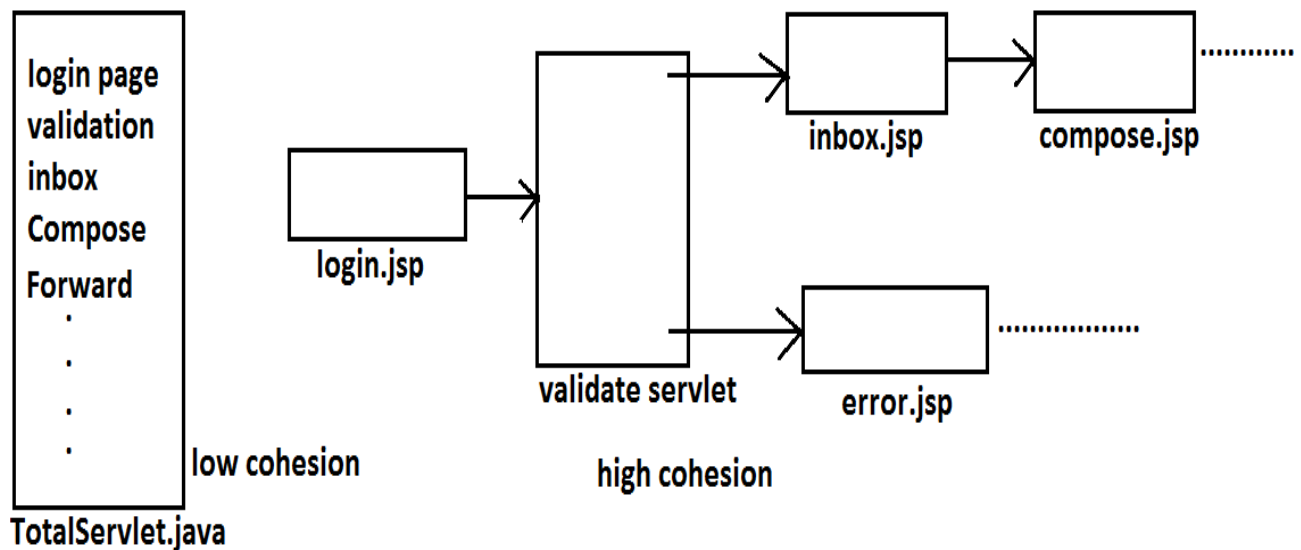 login page
validation
inbox
Compose
Forward
.
.
.
.
TotalServlet.java
low cohesion
login.jsp
validate servlet
inbox.jsp
compose.jsp
............
error.jsp
..................
high cohesion